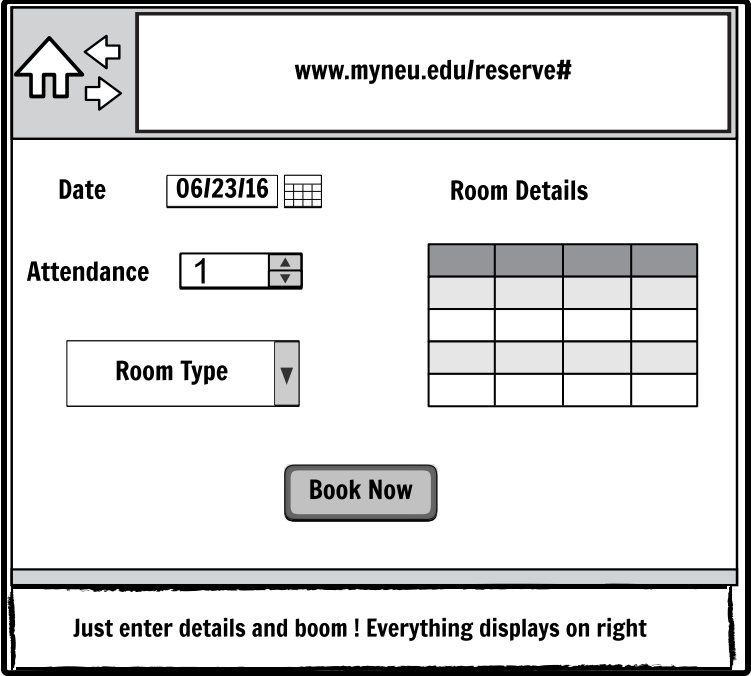 www.myneu.edu/reserve#
Date 06/23/16
Room Details
Attendance 1
Room Type
Book Now
Just enter details and boom ! Everything displays on right